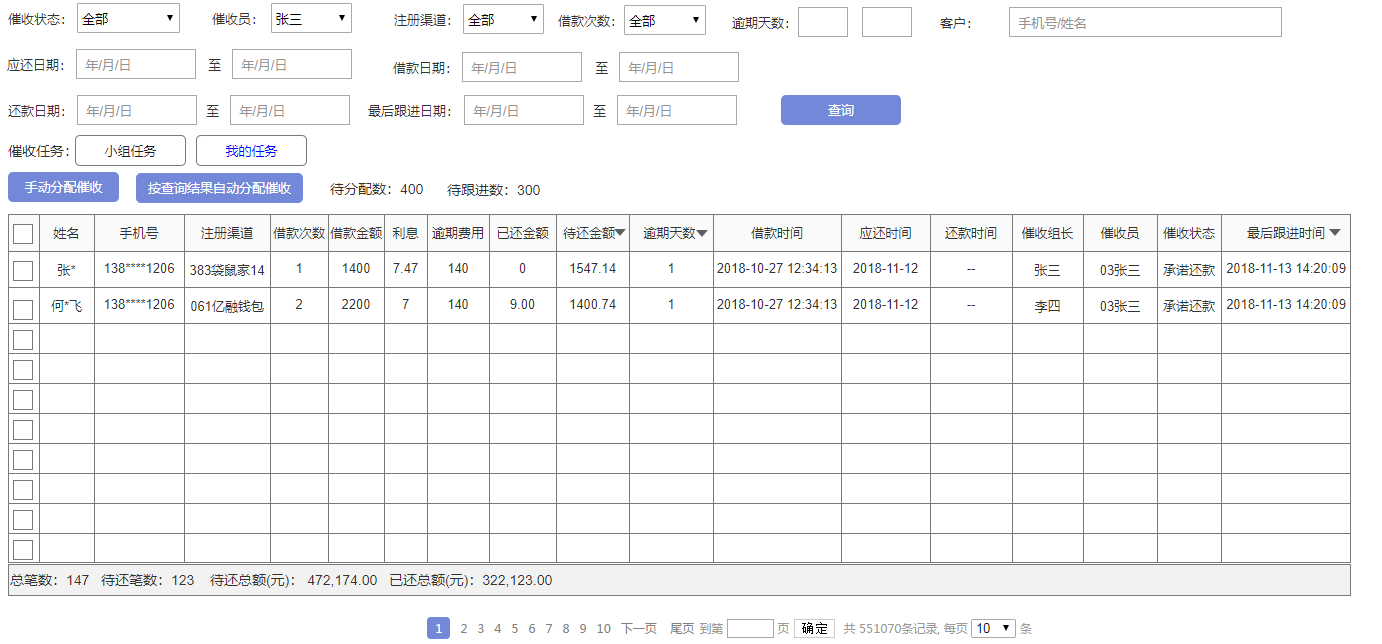 催收状态： 全部 催收员： 张三 注册渠道： 全部 借款次数： 全部 逾期天数： 客户： 手机号/姓名
应还日期： 年/月/日 至 年/月/日 借款日期： 年/月/日 至 年/月/日
还款日期： 年/月/日 至 年/月/日 最后跟进日期： 年/月/日 至 年/月/日 查询
催收任务： 小组任务 我的任务
手动分配催收 按查询结果自动分配催收 待分配数：400 待跟进数：300
姓名 手机号 注册渠道 借款次数 借款金额 利息 逾期费用 已还金额 待还金额 逾期天数 借款时间 应还时间 还款时间 催收组长 催收员 催收状态 最后跟进时间
张* 138****1206 383袋鼠家14 1 1400 7.47 140 0 1547.14 1 2018-10-27 12:34:13 2018-11-12 -- 张三 03张三 承诺还款 2018-11-13 14:20:09
何*飞 138****1206 061亿融钱包 2 2200 7 140 9.00 1400.74 1 2018-10-27 12:34:13 2018-11-12 -- 李四 03张三 承诺还款 2018-11-13 14:20:09
总笔数：147 待还笔数：123 待还总额(元)： 472,174.00 已还总额(元)：322,123.00
1 2 3 4 5 6 7 8 9 10 下一页 尾页 到第 页 确定 共 551070条记录, 每页 10 条